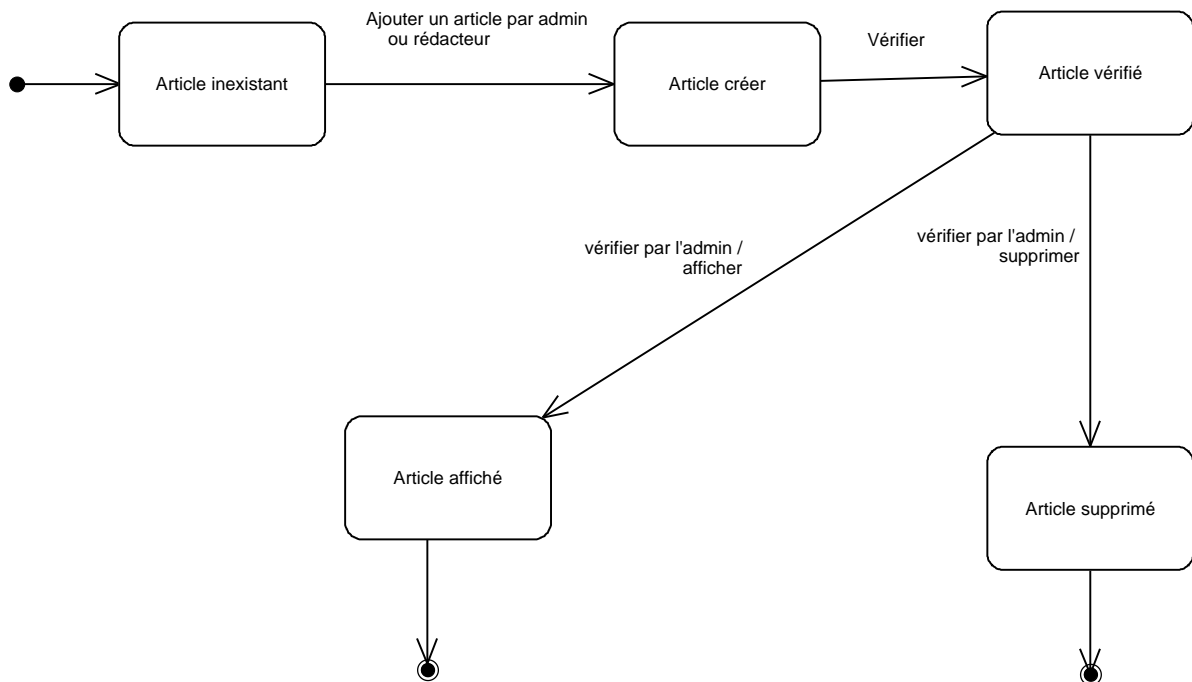 Ajouter un article par admin
ou rédacteur
Vérifier
Article inexistant
Article créer
Article vérifié
vérifier par l'admin /
afficher
vérifier par l'admin /
supprimer
Article affiché
Article supprimé